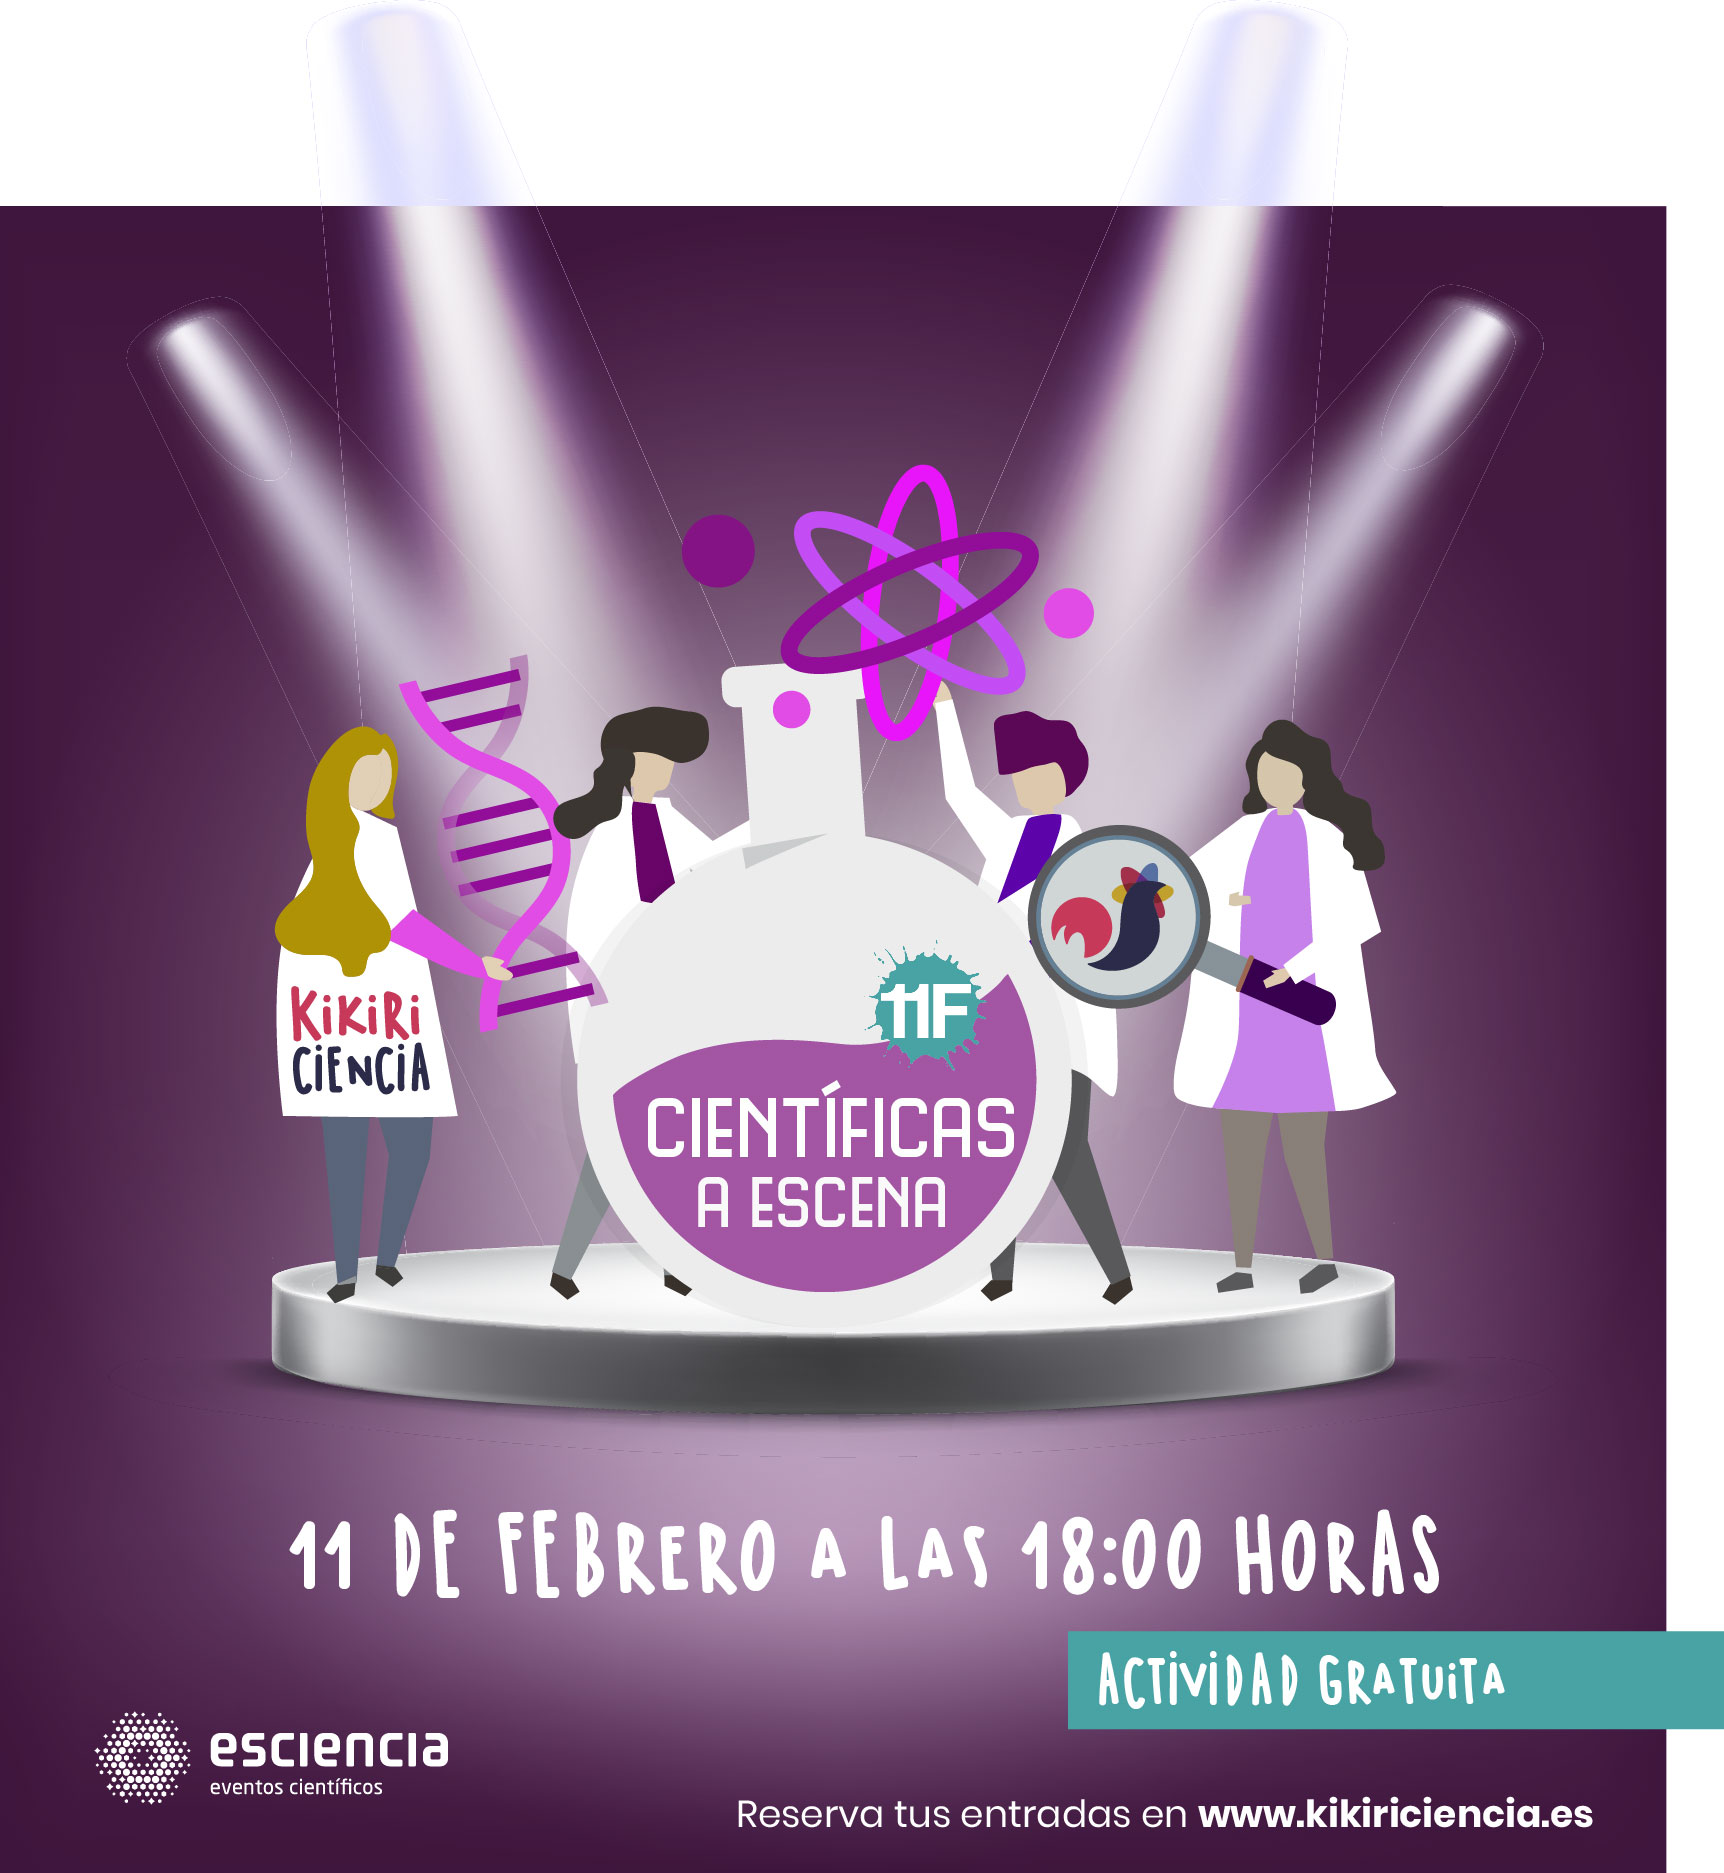 KiKiRi
CiENCiA
11F
CIENTÍFICAS
A ESCENA
11 DE FEBRERO A LAS 18:00 HORAS
ACTiViDAD GRATUiTA
esciencia
eventos científicos
Reserva tus entradas en www.kikiriciencia.es